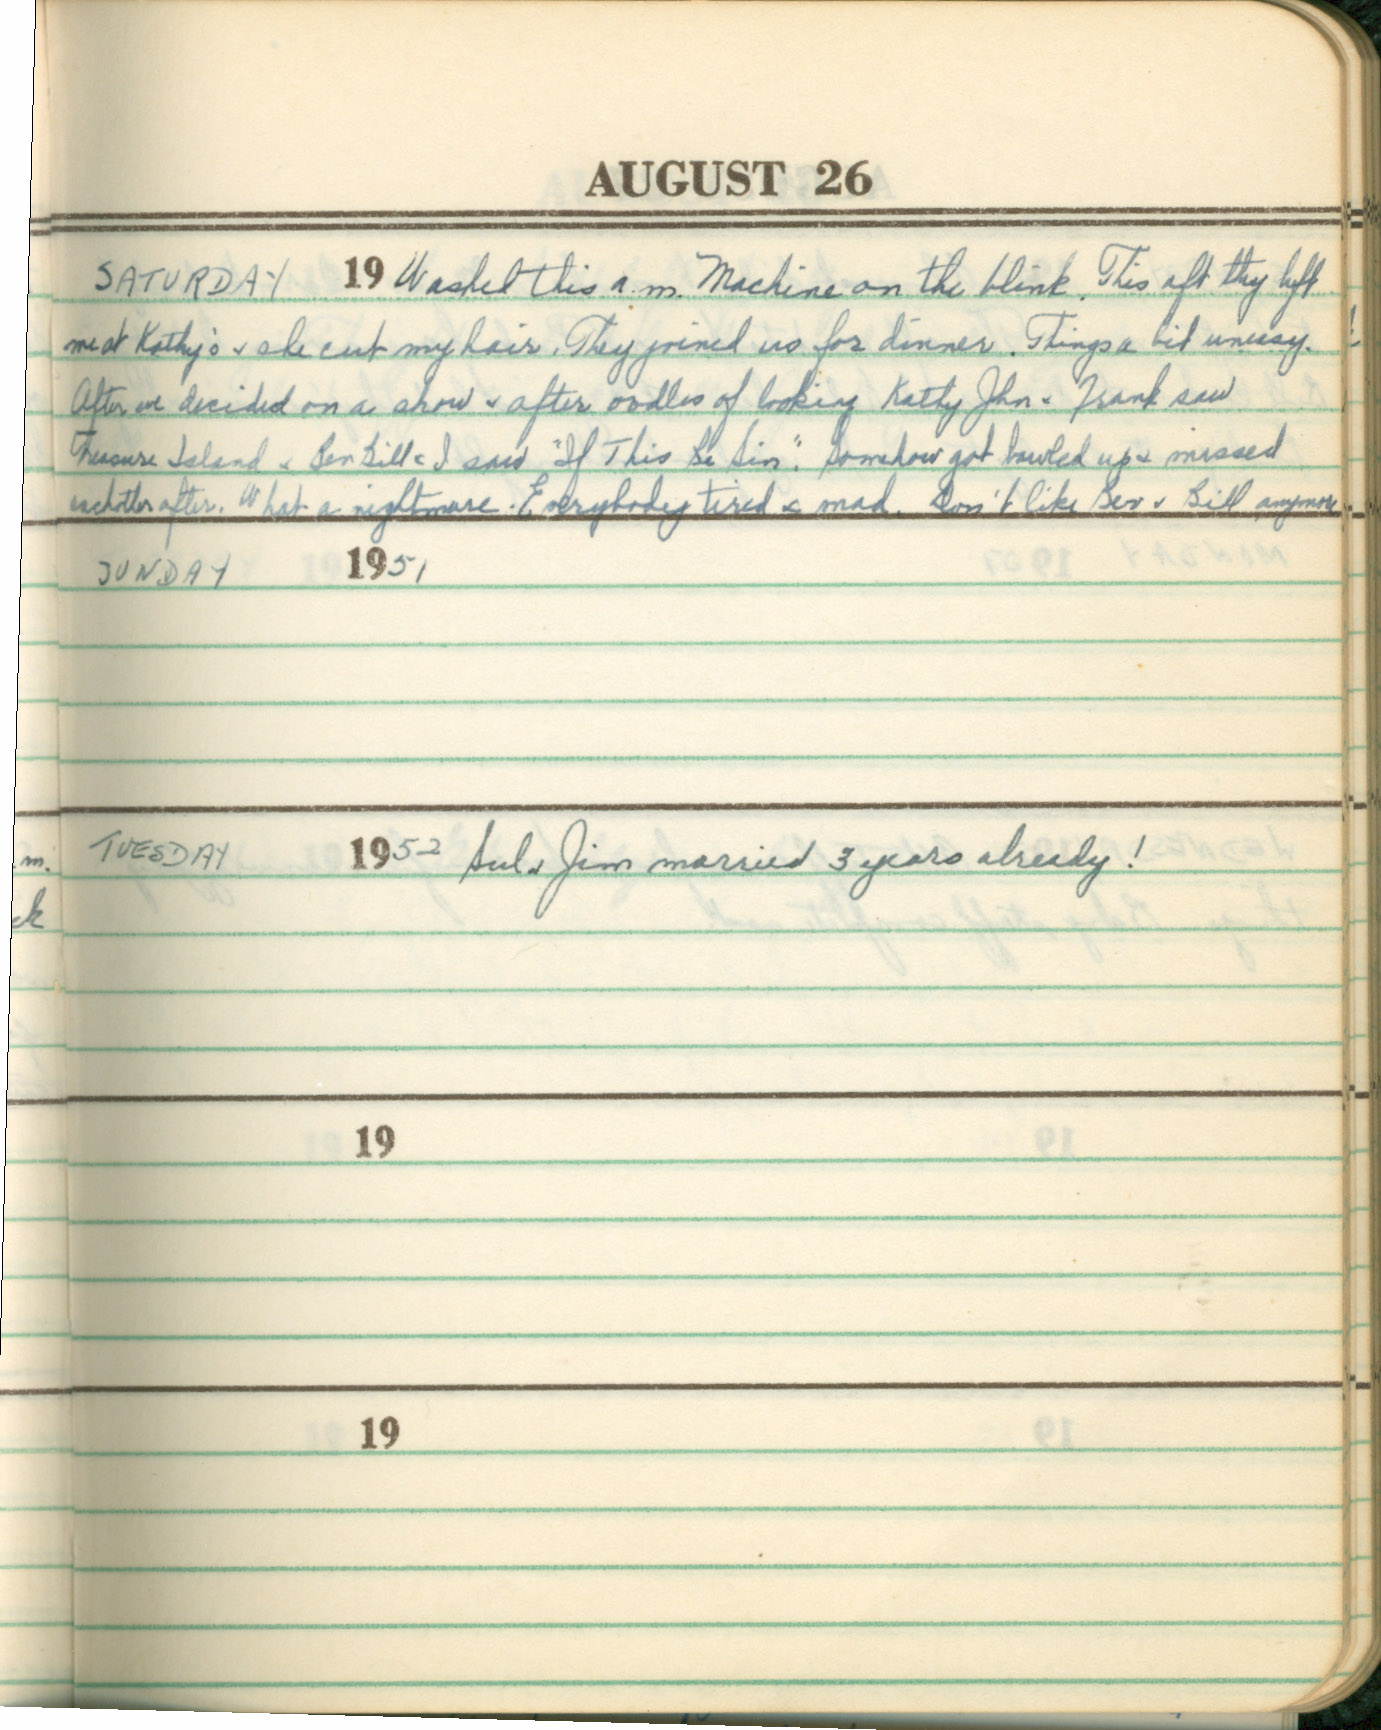 AUGUST 26
SATURDAY 19 Washed this a.m. Machine on the blink. This aft they left
me at Kathy's & she cut my hair. They joined us for dinner. Things a bit uneasy.
After we decided on a show & after oodles of looking Kathy John & Frank saw
Treasure Island & Bev Bill & I saw "If This Be Sin". Somehow got bawled up & missed
each other after. What a nightmare. Everybody tired & mad. Don't like Bev & Bill anymore.
SUNDAY 1951
TUESDAY 1952 & Jim married 3 years already!
19
19
m.
ck
!